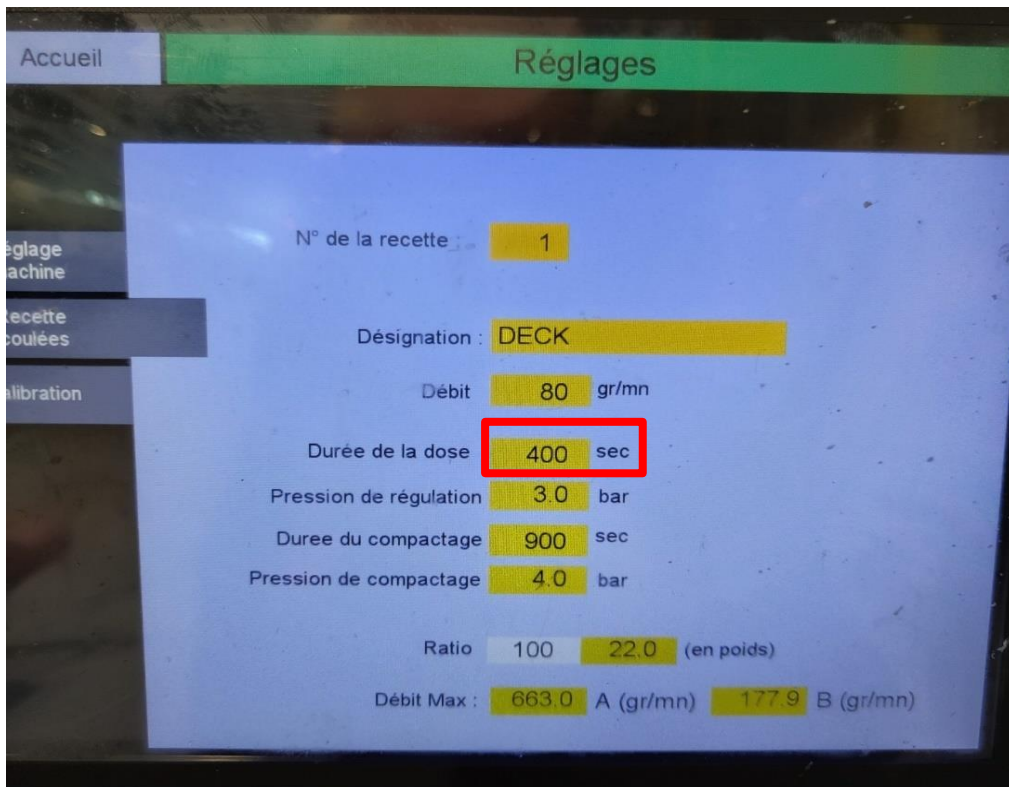 Accueil
Réglages
N° de la recette : 1
églage
achine
ecette
coulées
alibration
Désignation : DECK
Débit 80 gr/mn
Durée de la dose 400 sec
Pression de régulation 3.0 bar
Duree du compactage 900 sec
Pression de compactage 4.0 bar
Ratio 100 22.0 (en poids)
Débit Max : 663.0 A (gr/mn) 177.9 B (gr/mn)